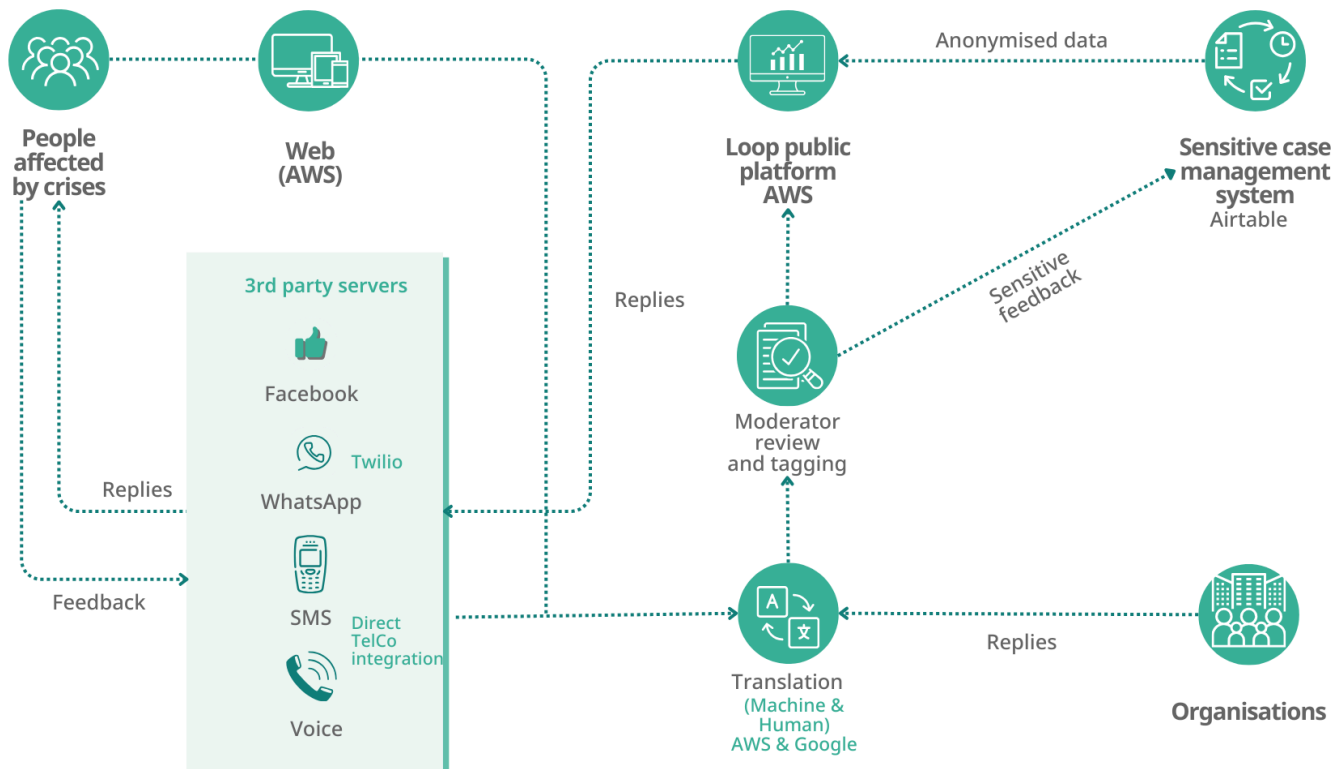 People
affected
by crises
Web
(AWS)
Loop public
platform
AWS
Anonymised data
Sensitive case
management
system
Airtable
3rd party servers
Facebook
Twilio
WhatsApp
SMS
Direct
TelCo
integration
Voice
Replies
Feedback
Replies
Sensitive
feedback
Moderator
review
and tagging
A
文
Translation
(Machine &
Human)
AWS & Google
Replies
Organisations